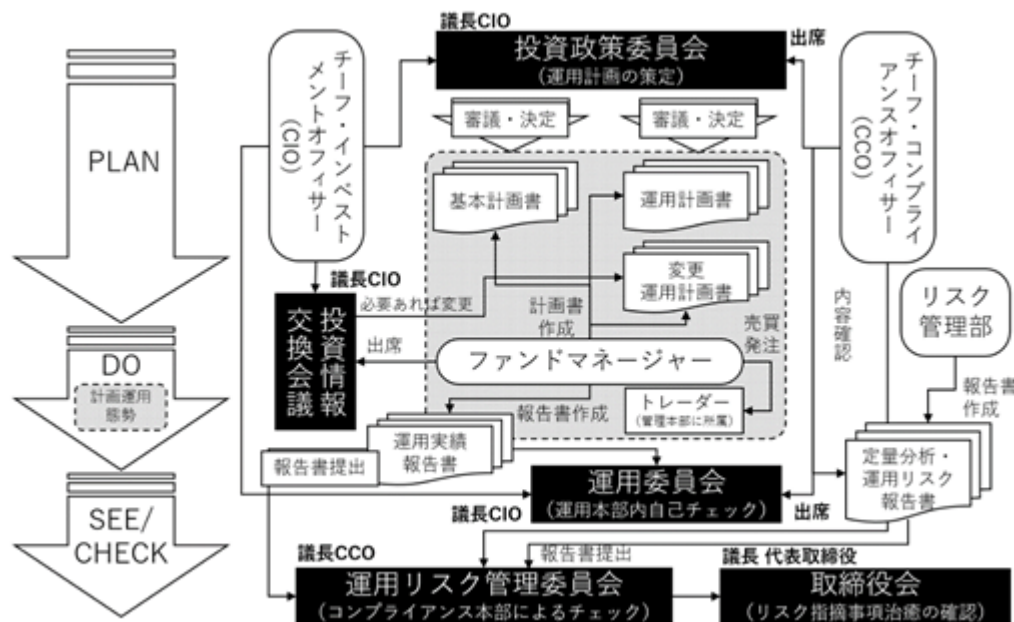 議長CIO
投資政策委員会
(運用計画の策定)
出席
チーフ・インベスト
メントオフィサー
(CIO)
チーフ・コンプライ
アンスオフィサー
(CCO)
PLAN
審議・決定
審議・決定
基本計画書
運用計画書
変更
運用計画書
議長CIO
投資情報
交換会議
必要あれば変更
計画書
作成
売買
発注
内容確認
リスク
管理部
出席
ファンドマネージャー
DO
計画運用
態勢
報告書作成
トレーダー
(管理本部に所属)
報告書
作成
運用実績
報告書
報告書提出
定量分析・
運用リスク
報告書
運用委員会
(運用本部内自己チェック)
議長CIO
出席
SEE/
CHECK
議長CCO
報告書提出
議長 代表取締役
運用リスク管理委員会
(コンプライアンス本部によるチェック)
取締役会
(リスク指摘事項治癒の確認)